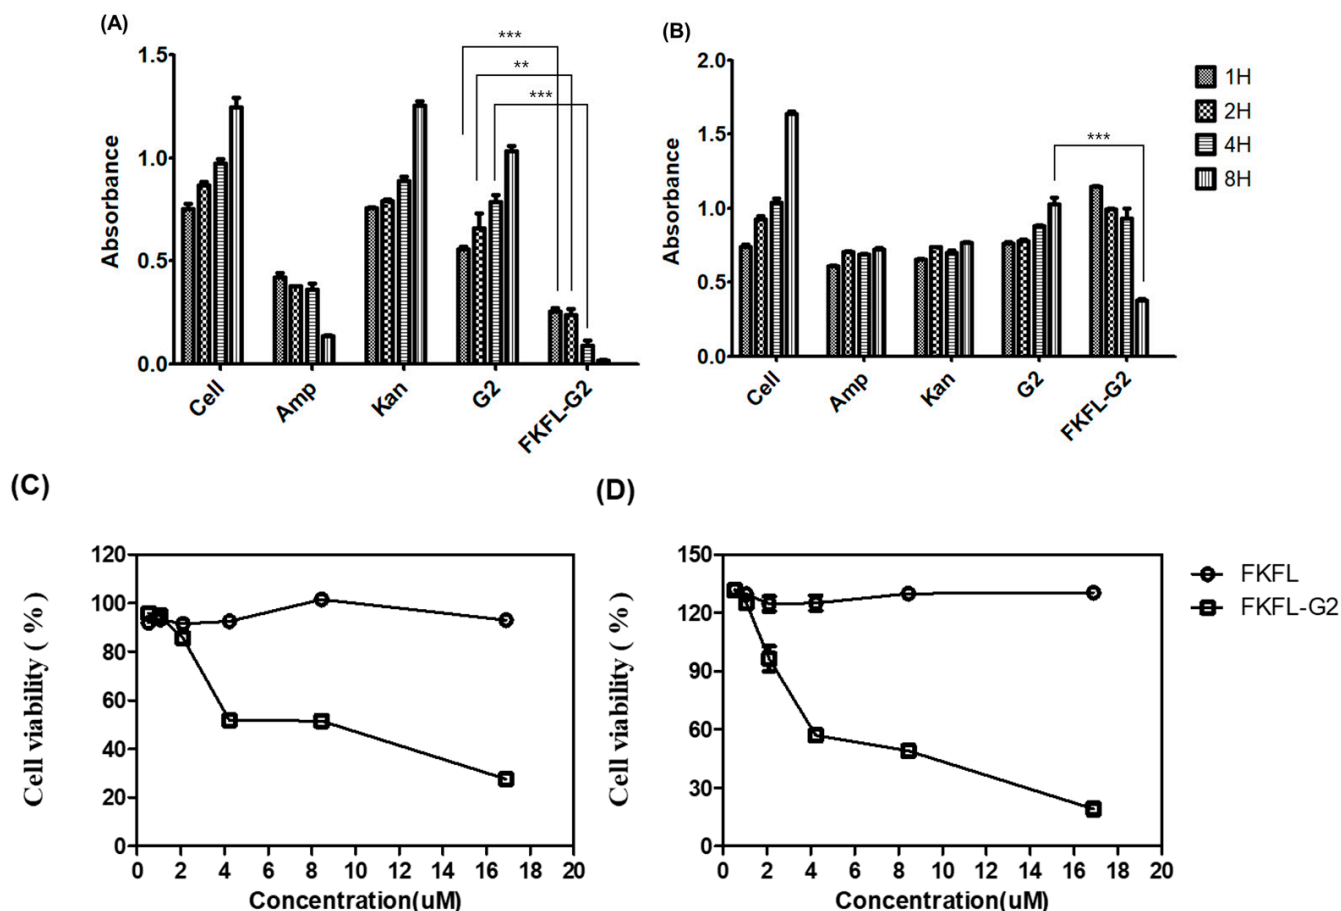 (A)
Absorbance
1.5
1.0
0.5
0.0
***
**
***
Cell
Amp
Kan
G2
FKFL-G2
(B)
Absorbance
2.0
1.5
1.0
0.5
0.0
***
Cell
Amp
Kan
G2
FKFL-G2
1H
2H
4H
8H
(C)
Cell viability ( %)
120
100
80
60
40
20
0
0 2 4 6 8 10 12 14 16 18 20
Concentration(uM)
(D)
Cell viability ( %)
150
120
90
60
30
0
0 2 4 6 8 10 12 14 16 18 20
Concentration(uM)
FKFL
FKFL-G2